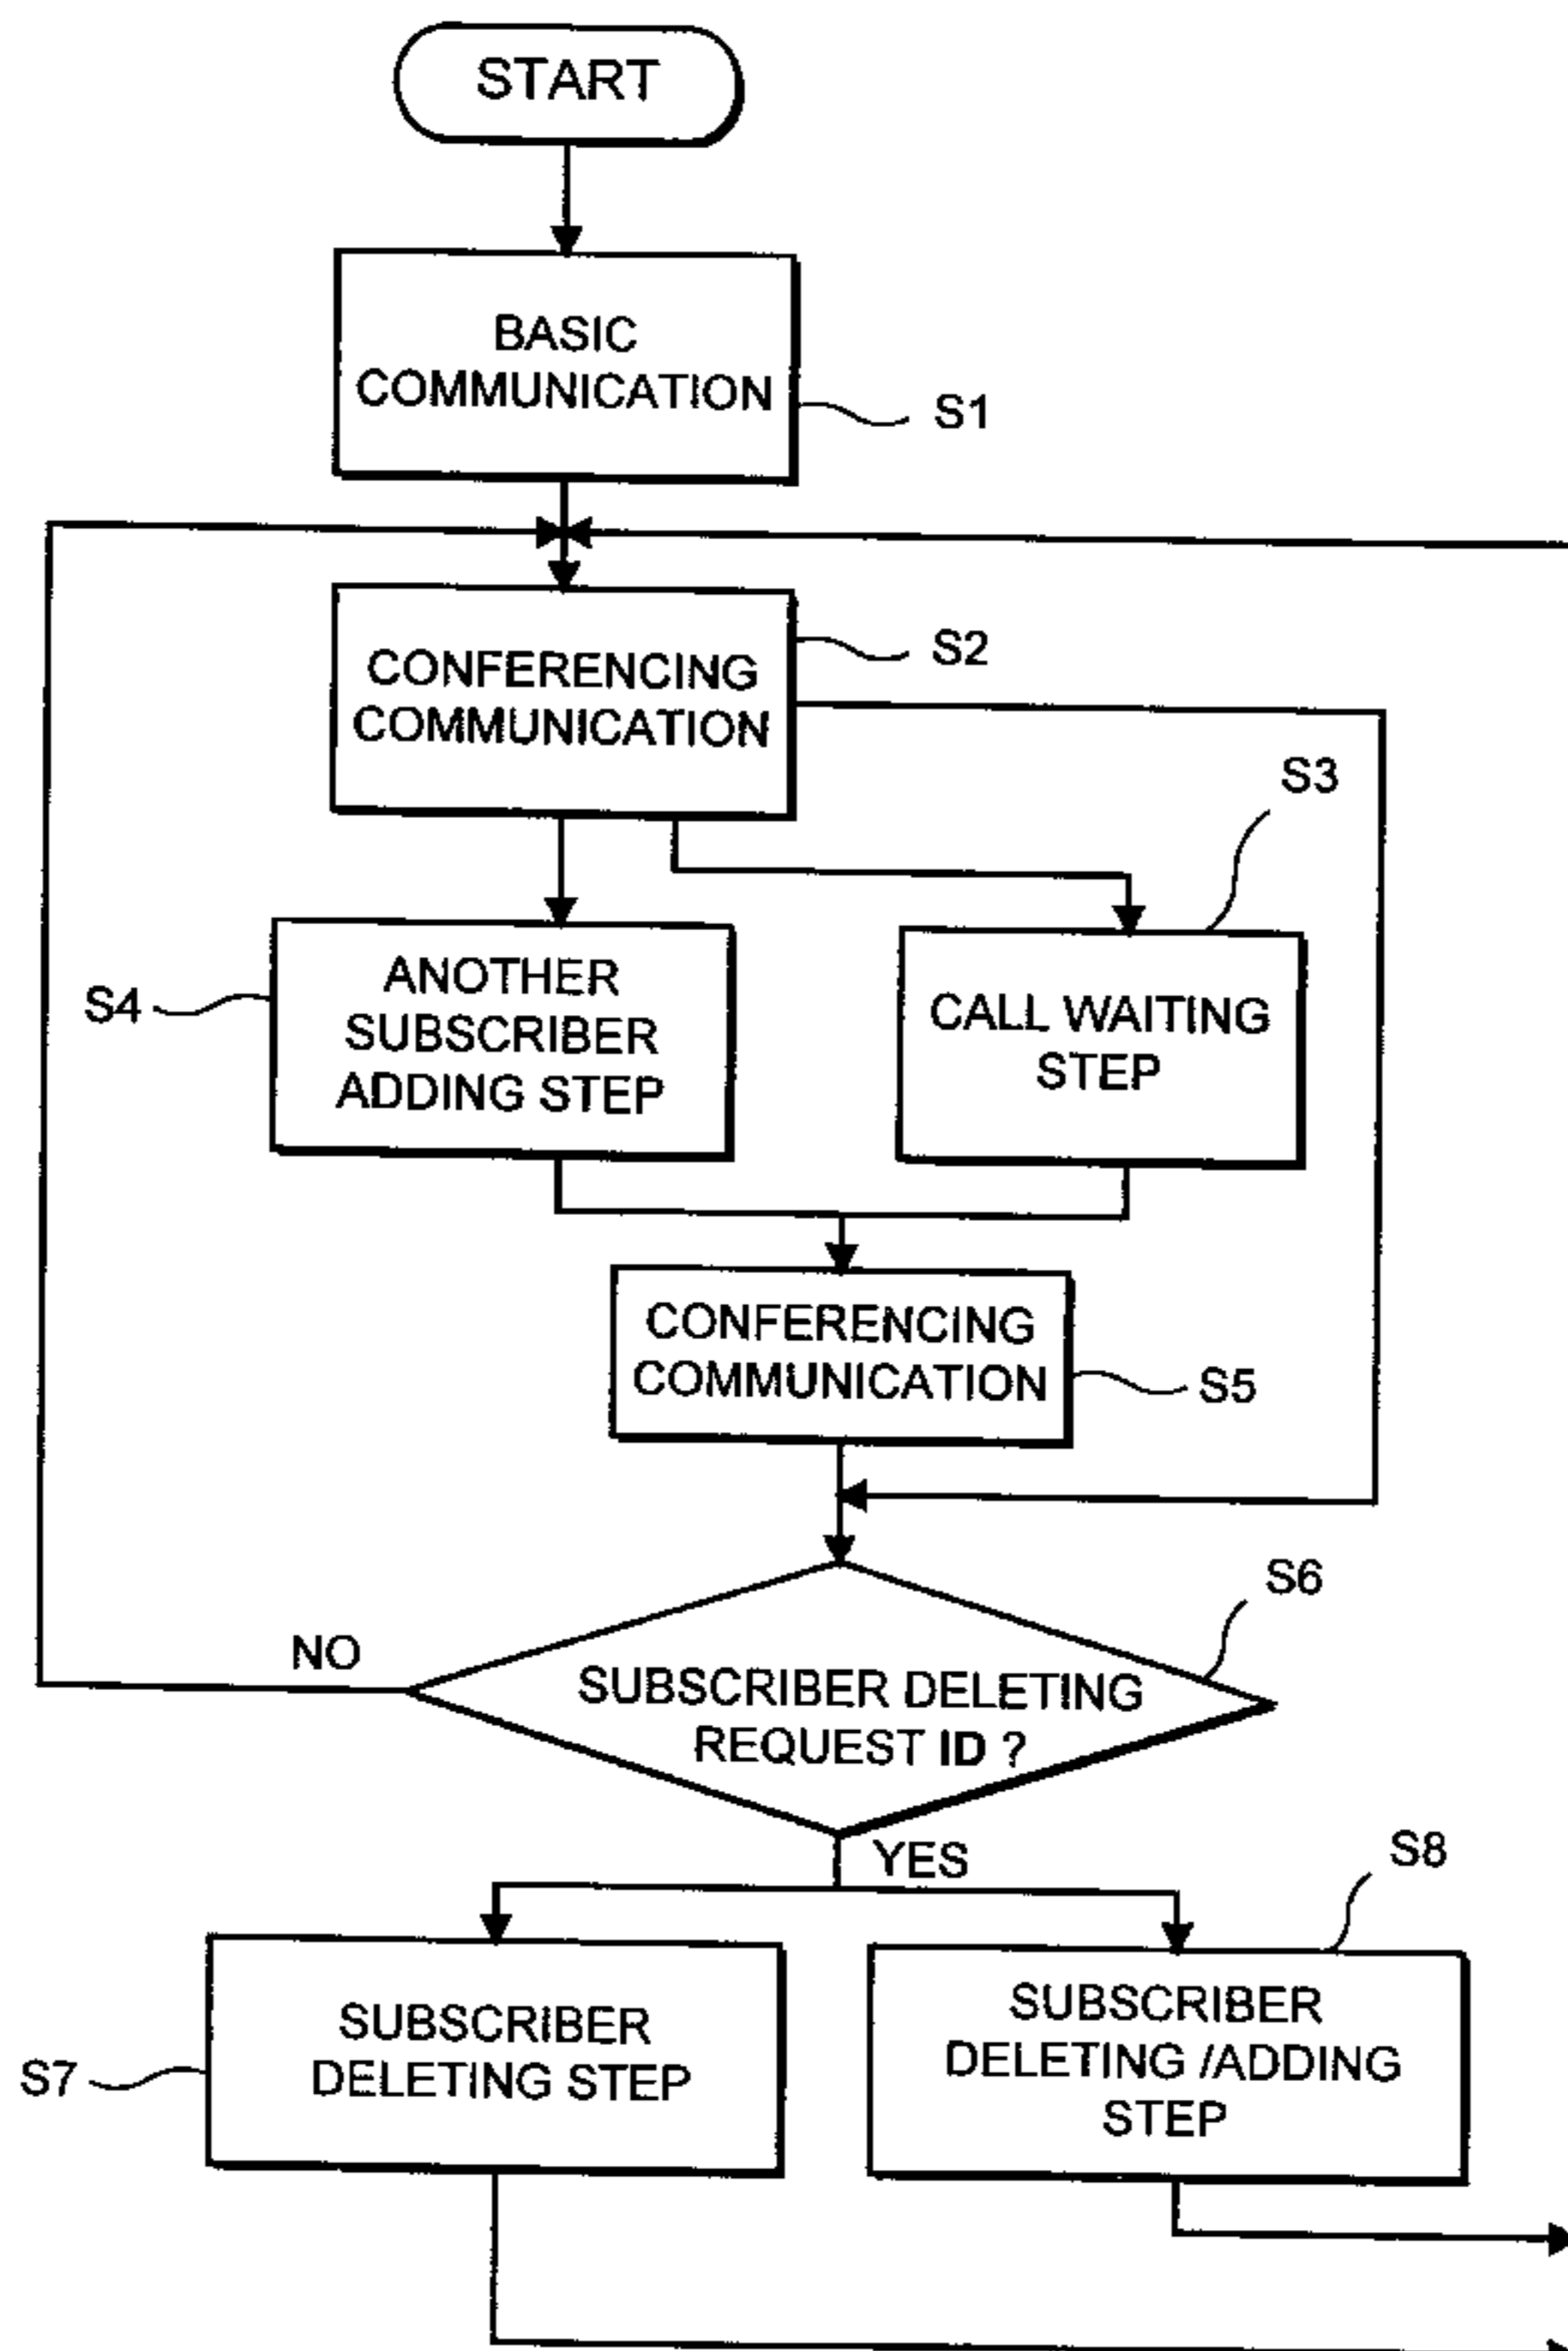 START
BASIC
COMMUNICATION
S1
CONFERENCING
COMMUNICATION
S2
S3
ANOTHER
SUBSCRIBER
ADDING STEP
S4
CALL WAITING
STEP
CONFERENCING
COMMUNICATION
S5
S6
NO
SUBSCRIBER DELETING
REQUEST ID ?
YES
S8
SUBSCRIBER
DELETING STEP
S7
SUBSCRIBER
DELETING /ADDING
STEP